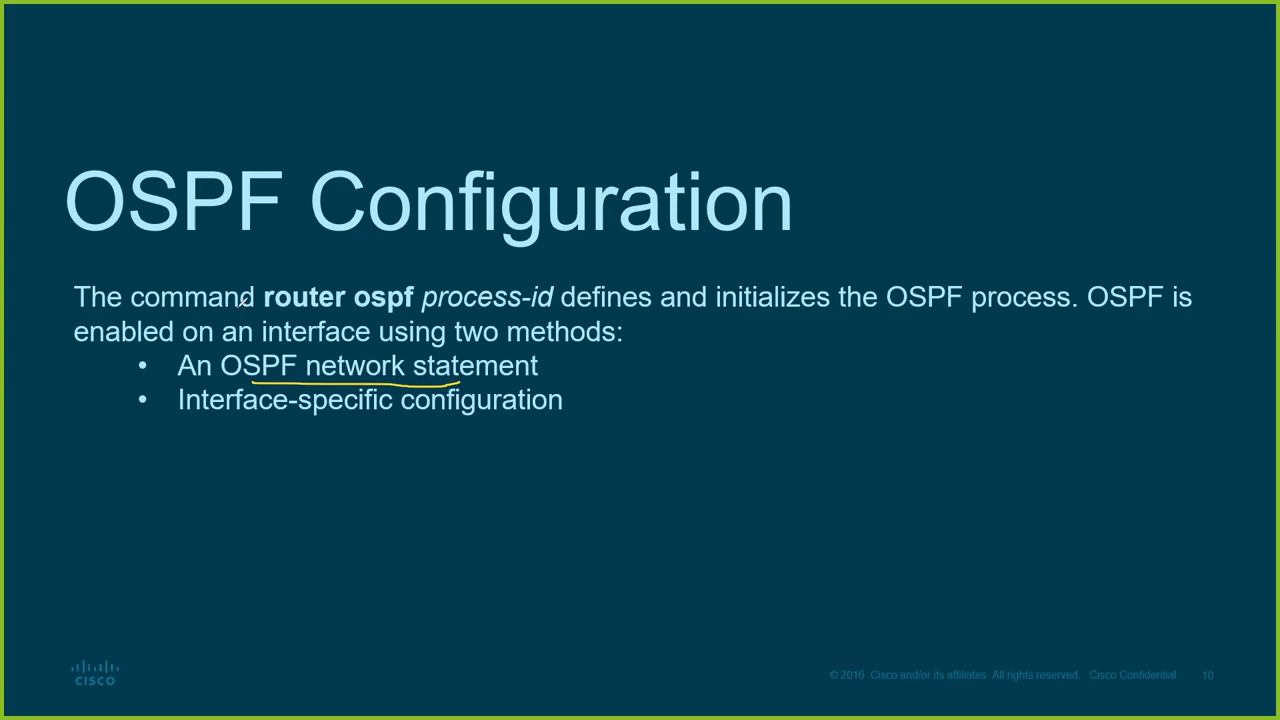 OSPF Configuration
The command router ospf process-id defines and initializes the OSPF process. OSPF is
enabled on an interface using two methods:
• An OSPF network statement
• Interface-specific configuration
CISCO
© 2016 Cisco and/or its affiliates. All rights reserved. Cisco Confidential 10